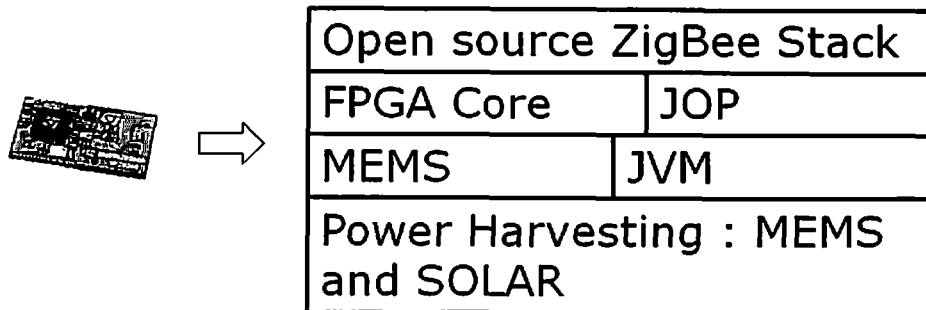 Open source ZigBee Stack
FPGA Core JOP
MEMS JVM
Power Harvesting : MEMS
and SOLAR